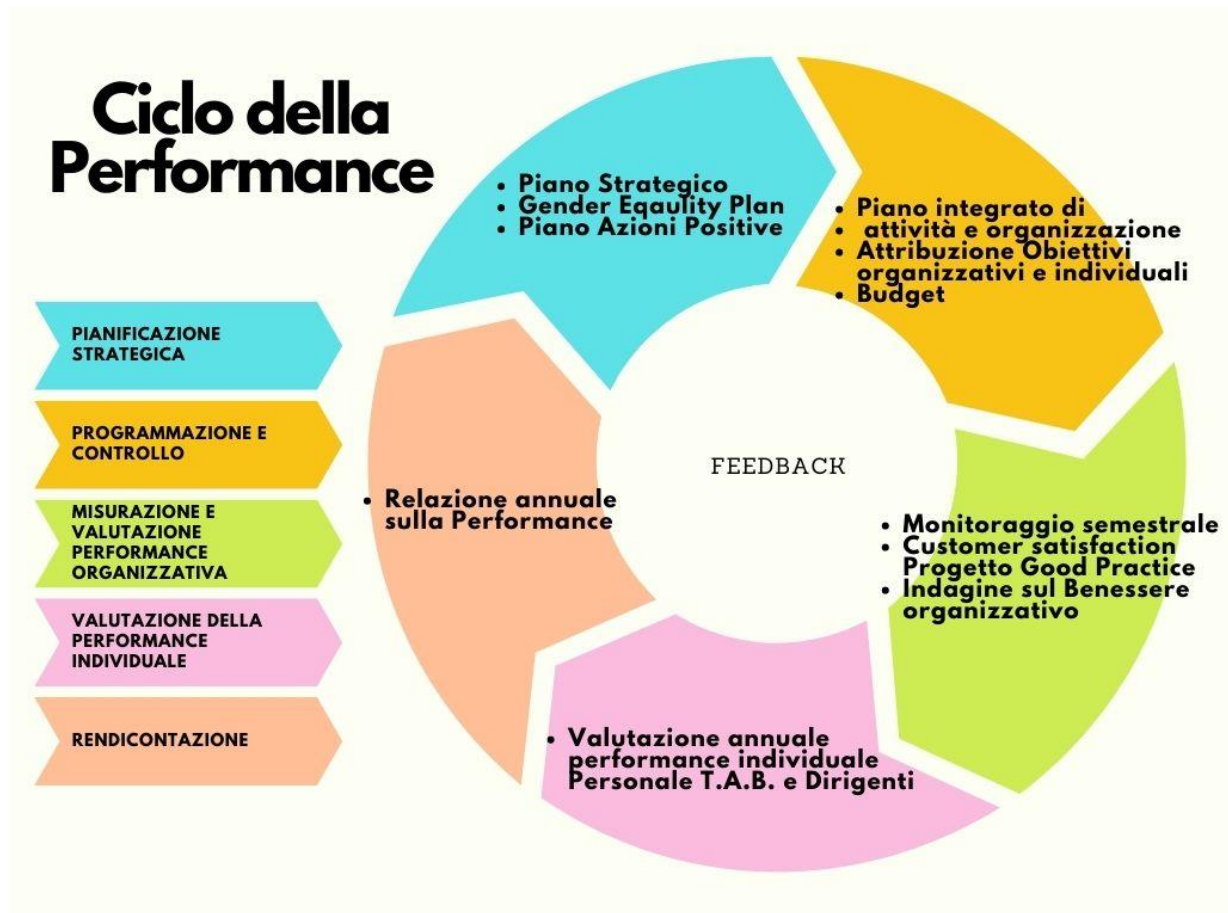 Ciclo della
Performance
PIANIFICAZIONE
STRATEGICA
PROGRAMMAZIONE E
CONTROLLO
MISURAZIONE E
VALUTAZIONE
PERFORMANCE
ORGANIZZATIVA
VALUTAZIONE DELLA
PERFORMANCE
INDIVIDUALE
RENDICONTAZIONE
• Piano Strategico
• Gender Eqaulity Plan
• Piano Azioni Positive
• Piano integrato di
• attività e organizzazione
• Attribuzione Obiettivi
organizzativi e individuali
• Budget
• Monitoraggio semestrale
• Customer satisfaction
Progetto Good Practice
• Indagine sul Benessere
organizzativo
• Valutazione annuale
performance individuale
Personale T.A.B. e Dirigenti
• Relazione annuale
sulla Performance
FEEDBACK